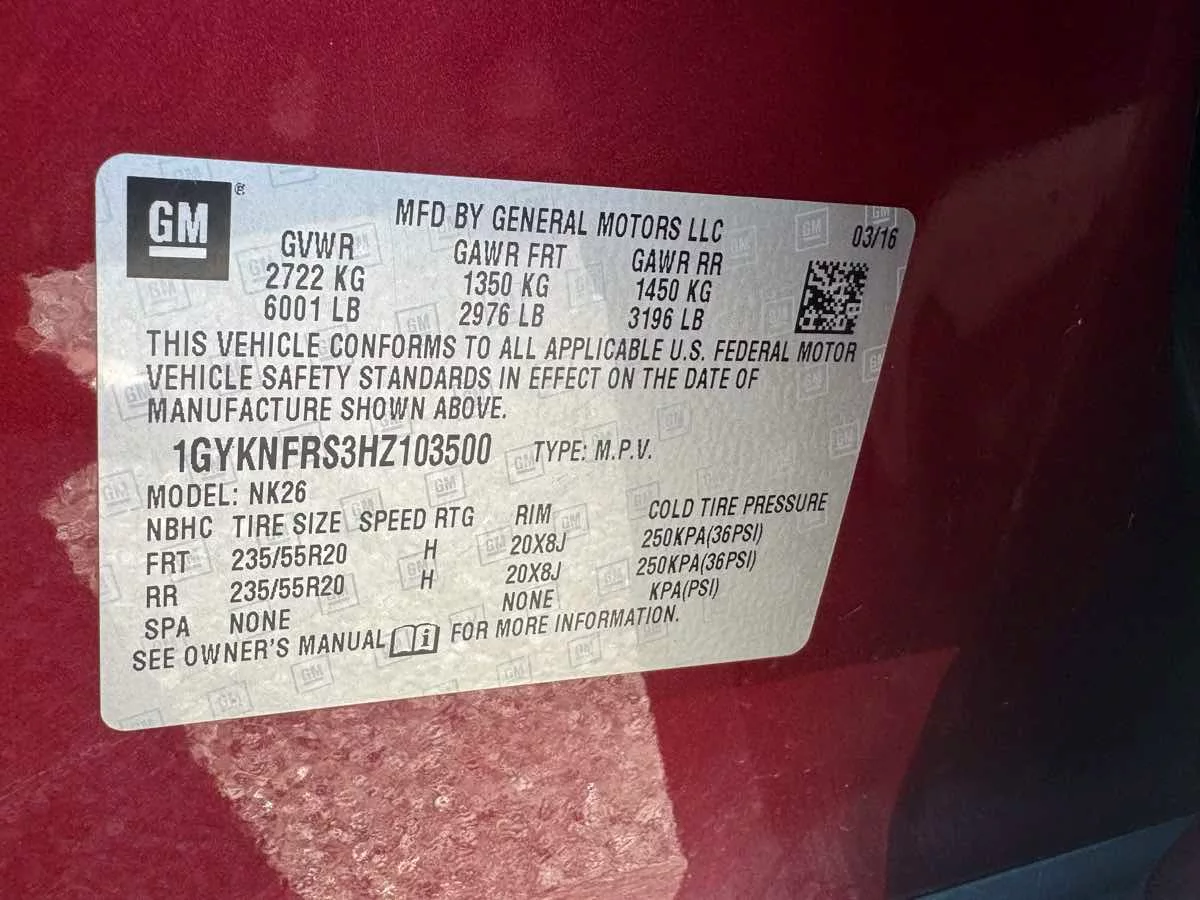 GM ®
MFD BY GENERAL MOTORS LLC
03/16
GVWR GAWR FRT GAWR RR
2722 KG 1350 KG 1450 KG
6001 LB 2976 LB 3196 LB
THIS VEHICLE CONFORMS TO ALL APPLICABLE U.S. FEDERAL MOTOR
VEHICLE SAFETY STANDARDS IN EFFECT ON THE DATE OF
MANUFACTURE SHOWN ABOVE.
1GYKNFRS3HZ103500 TYPE: M.P.V.
MODEL: NK26
NBHC TIRE SIZE SPEED RTG RIM COLD TIRE PRESSURE
FRT 235/55R20 H 20X8J 250KPA(36PSI)
RR 235/55R20 H 20X8J 250KPA(36PSI)
SPA NONE NONE KPA(PSI)
SEE OWNER'S MANUAL FOR MORE INFORMATION.